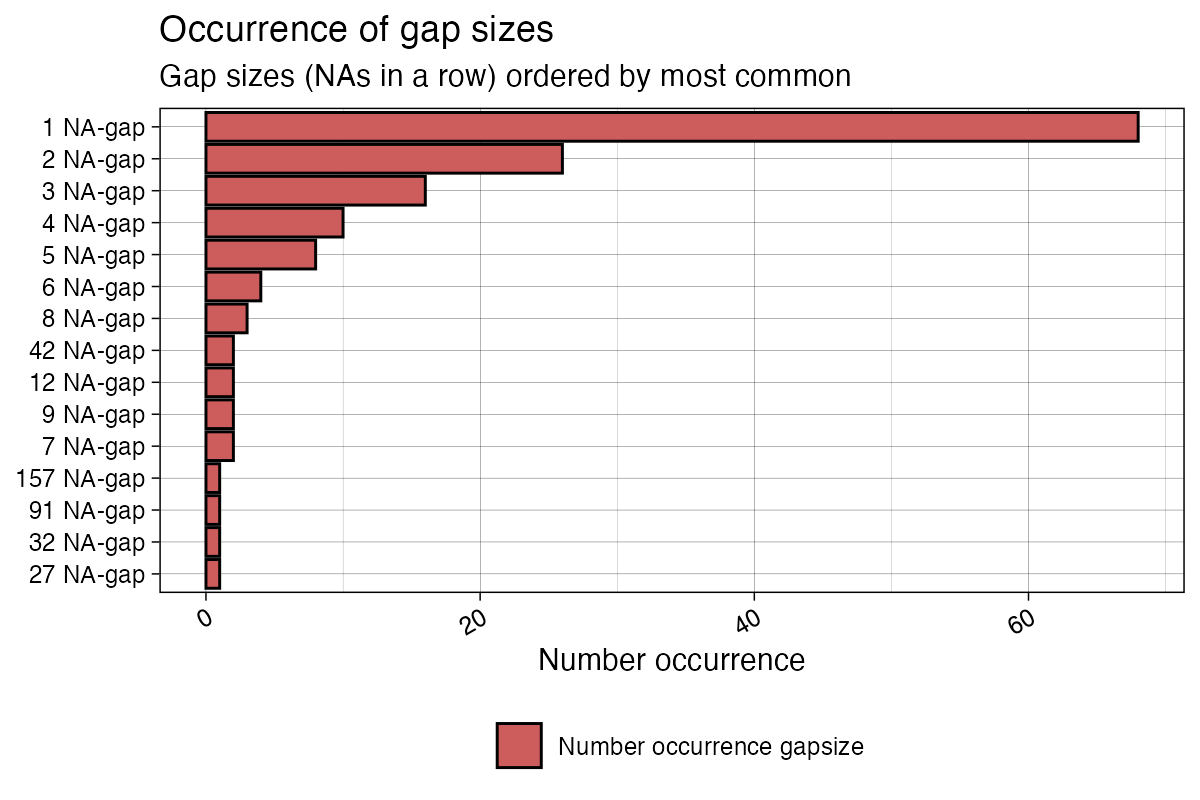 Occurrence of gap sizes
Gap sizes (NAs in a row) ordered by most common
1 NA-gap
2 NA-gap
3 NA-gap
4 NA-gap
5 NA-gap
6 NA-gap
8 NA-gap
42 NA-gap
12 NA-gap
9 NA-gap
7 NA-gap
157 NA-gap
91 NA-gap
32 NA-gap
27 NA-gap
0 20 40 60
Number occurrence
Number occurrence gapsize